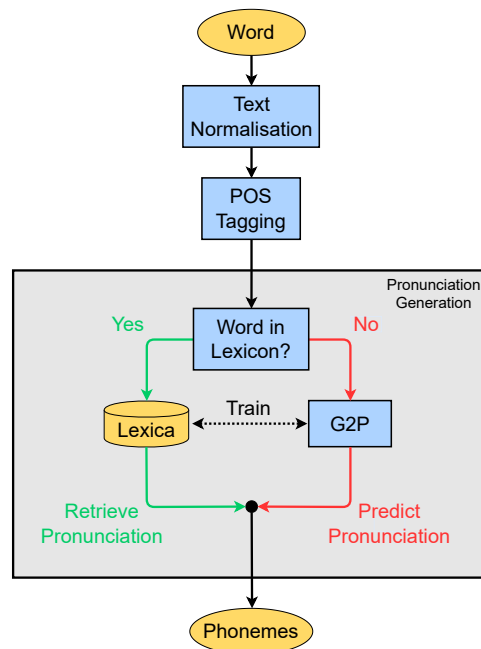 Word
Text
Normalisation
POS
Tagging
Pronunciation
Generation
Yes
Word in
Lexicon?
No
Lexica
Train
G2P
Retrieve
Pronunciation
Predict
Pronunciation
Phonemes